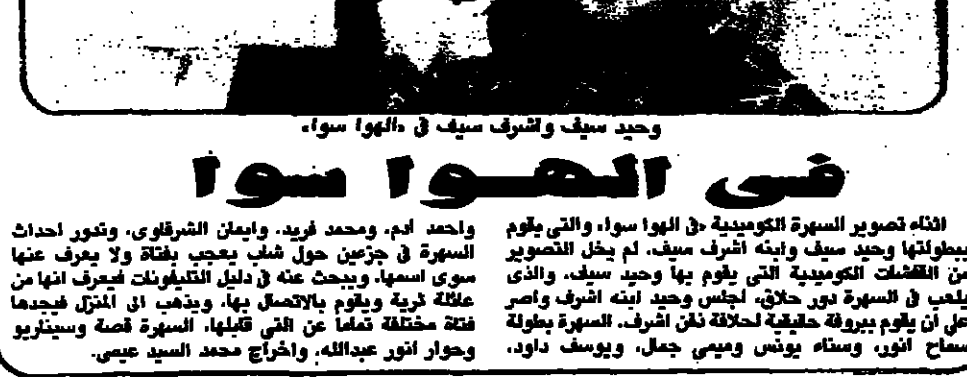 وحيد سيف واشرف سيف في «الهوا سوا»
في الهوا سوا
اثناء تصوير السهرة الكوميدية «في الهوا سوا» والتي يقوم
ببطولتها وحيد سيف وابنه اشرف سيف، لم يخل التصوير
من القفشات الكوميدية التي يقوم بها وحيد سيف، والذي
يلعب في السهرة دور حلاق، اجلس وحيد ابنه اشرف واصر
على ان يقوم ببروفة حقيقية لحلاقة ذقن اشرف. السهرة بطولة
سماح انور، وسناء يونس وميمي جمال، ويوسف داود،
واحمد ادم، ومحمد فريد، وايمان الشرقاوي، وتدور احداث
السهرة في جزءين حول شاب يعجب بفتاة ولا يعرف عنها
سوى اسمها، ويبحث عنه في دليل التليفونات فيعرف انها من
عائلة ثرية ويقوم بالاتصال بها، ويذهب الى المنزل فيجدها
فتاة مختلفة تماما عن التي قابلها. السهرة قصة وسيناريو
وحوار انور عبدالله، واخراج محمد السيد عيسى.